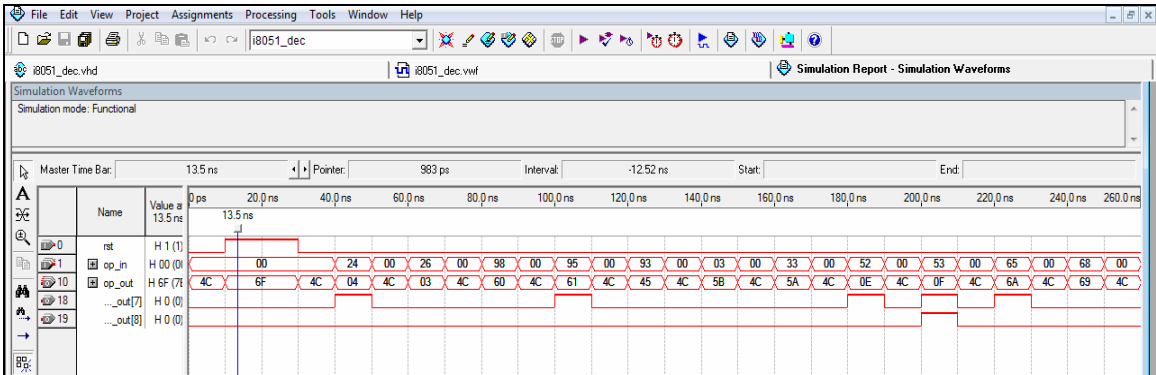 File Edit View Project Assignments Processing Tools Window Help
i8051_dec
i8051_dec.vhd i8051_dec.vwf Simulation Report - Simulation Waveforms
Simulation Waveforms
Simulation mode: Functional
Master Time Bar: 13.5 ns Pointer: 983 ps Interval: -12.52 ns Start: End:
Name Value a 13.5 ns 0 ps 20.0 ns 40.0 ns 60.0 ns 80.0 ns 100.0 ns 120.0 ns 140.0 ns 160.0 ns 180.0 ns 200.0 ns 220.0 ns 240.0 ns 260.0 ns
13.5 ns
0 rst H 1 (1)
1 op_in H 00 (0 00 24 00 26 00 98 00 95 00 93 00 03 00 33 00 52 00 53 00 65 00 68 00
10 op_out H 6F (7 4C 6F 4C 04 4C 03 4C 60 4C 61 4C 45 4C 5B 4C 5A 4C 0E 4C 0F 4C 6A 4C 69 4C
18 ..._out[7] H 0 (0)
19 ..._out[8] H 0 (0)